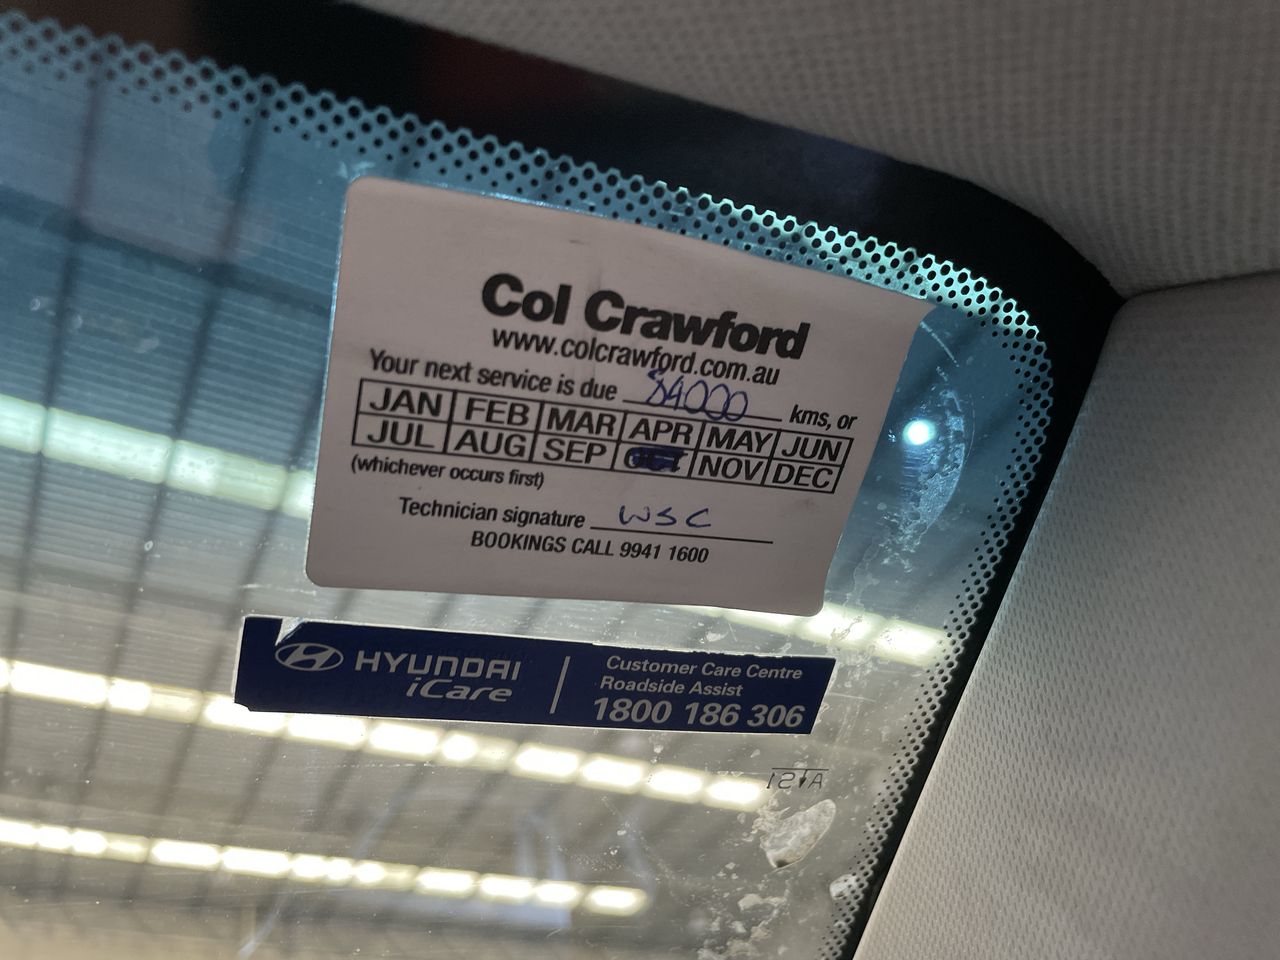 Col Crawford
www.colcrawford.com.au
Your next service is due 84000 kms, or
JAN FEB MAR APR MAY JUN
JUL AUG SEP OCT NOV DEC
(whichever occurs first)
Technician signature WSC
BOOKINGS CALL 9941 1600
HYUNDAI
iCare
Customer Care Centre
Roadside Assist
1800 186 306